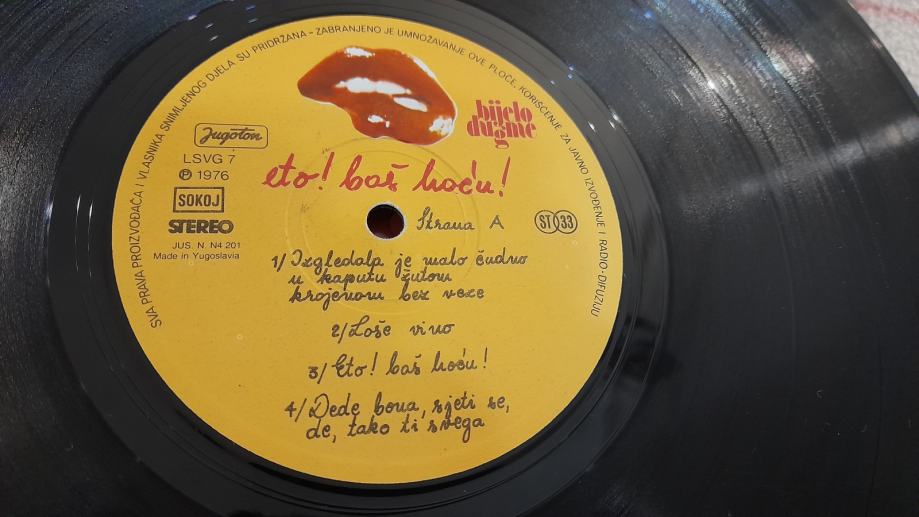 SVA PRAVA PROIZVOĐAČA I VLASNIKA SNIMLJENOG DJELA SU PRIDRŽANA - ZABRANJENO JE UMNOŽAVANJE OVE PLOČE, KORIŠĆENJE ZA JAVNO IZVOĐENJE I RADIO-DIFUZIJU
bijelo
dugme
Jugoton
LSVG 7
℗ 1976
SOKOJ
STEREO
JUS. N. N4 201
Made in Yugoslavia
eto! baš hoću!
Strana A
ST 33
1/ Izgledala je malo čudno
u kaputu žutom
krojenom bez veze
2/ Loše vino
3/ Eto! baš hoću!
4/ Dede bona, sjeti se,
de, tako ti svega